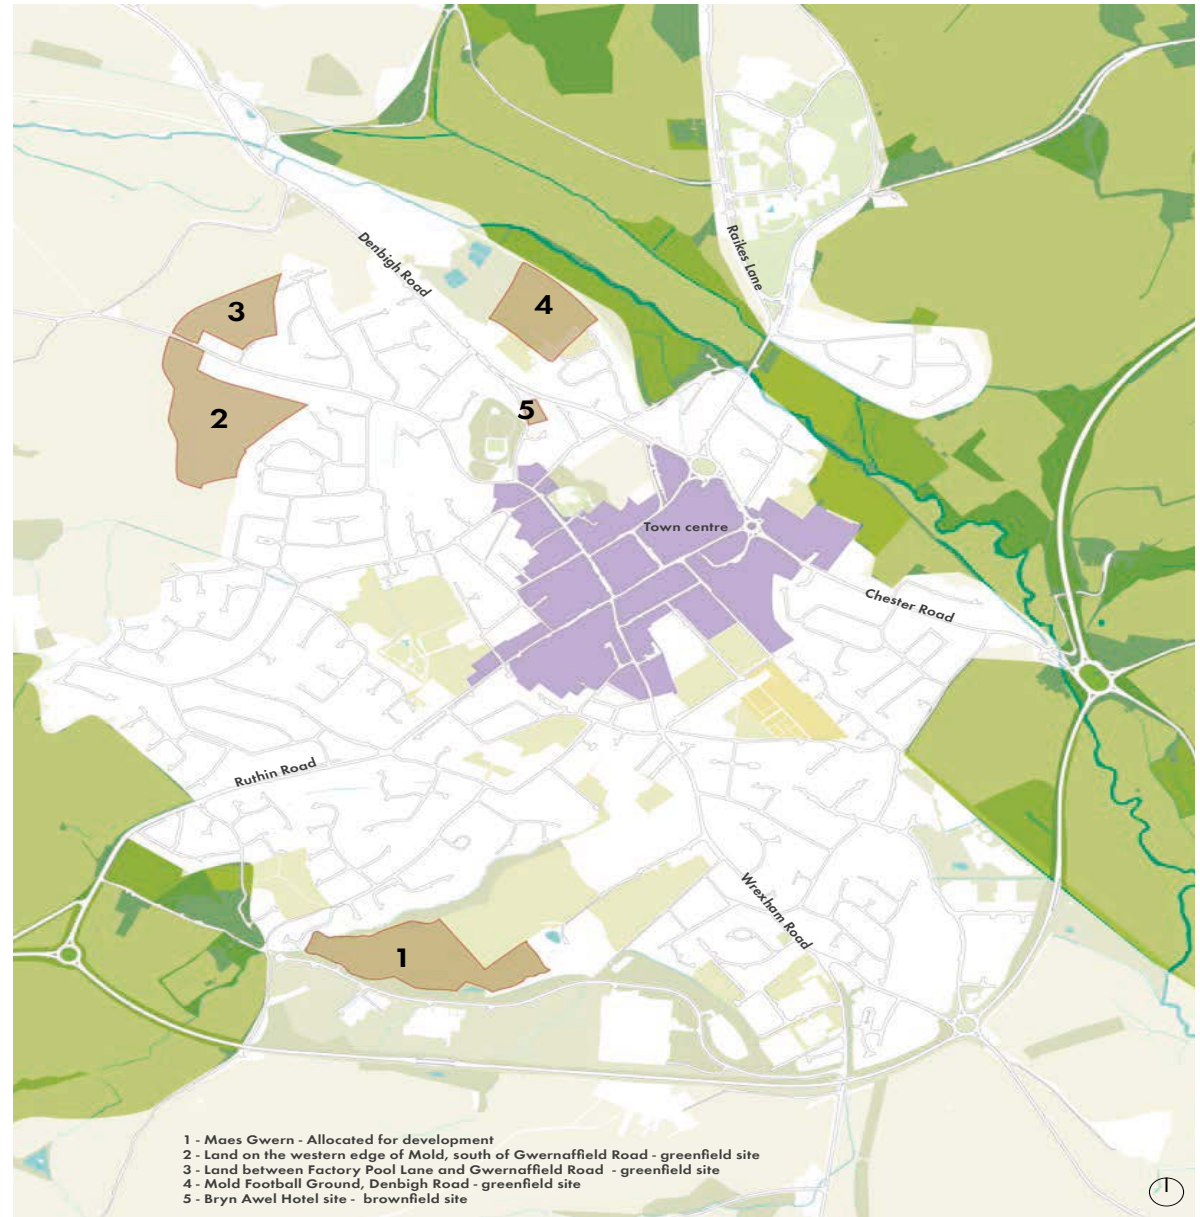 Denbigh Road
Raikes Lane
3
4
2
5
Town centre
Chester Road
Ruthin Road
Wrexham Road
1
1 - Maes Gwern - Allocated for development
2 - Land on the western edge of Mold, south of Gwernaffield Road - greenfield site
3 - Land between Factory Pool Lane and Gwernaffield Road - greenfield site
4 - Mold Football Ground, Denbigh Road - greenfield site
5 - Bryn Awel Hotel site - brownfield site